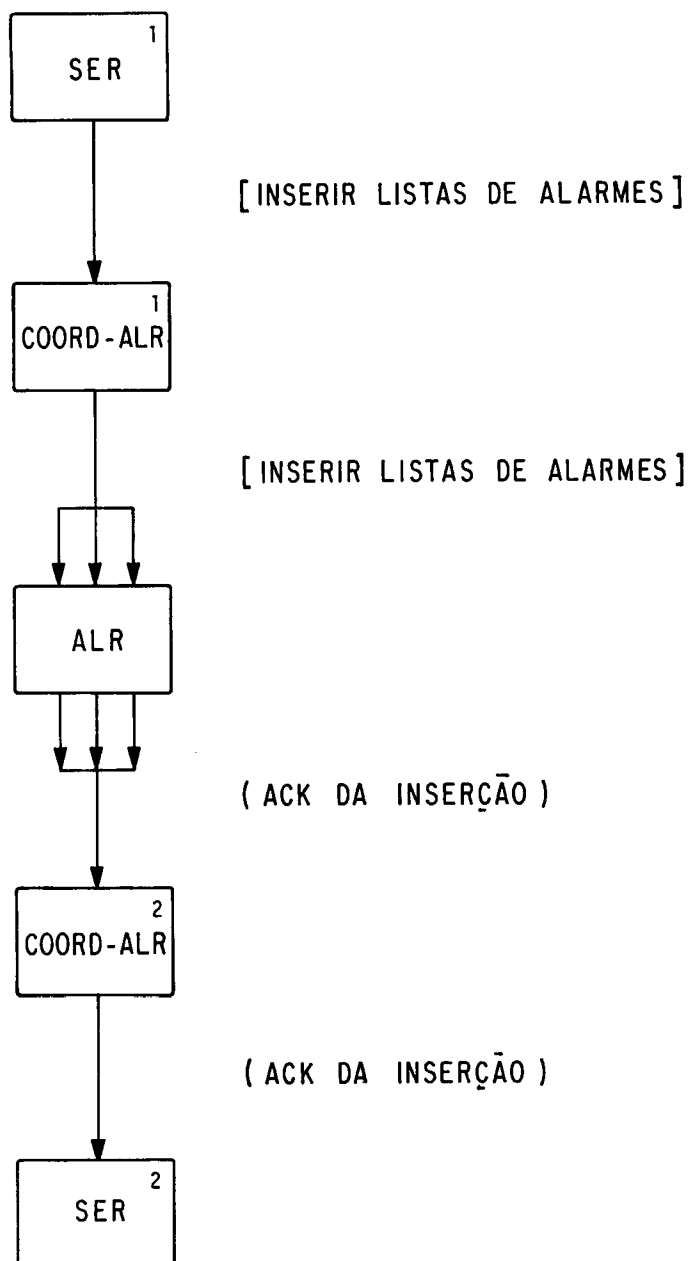 1
SER
[INSERIR LISTAS DE ALARMES]
1
COORD-ALR
[INSERIR LISTAS DE ALARMES]
ALR
(ACK DA INSERÇÃO)
2
COORD-ALR
(ACK DA INSERÇÃO)
2
SER